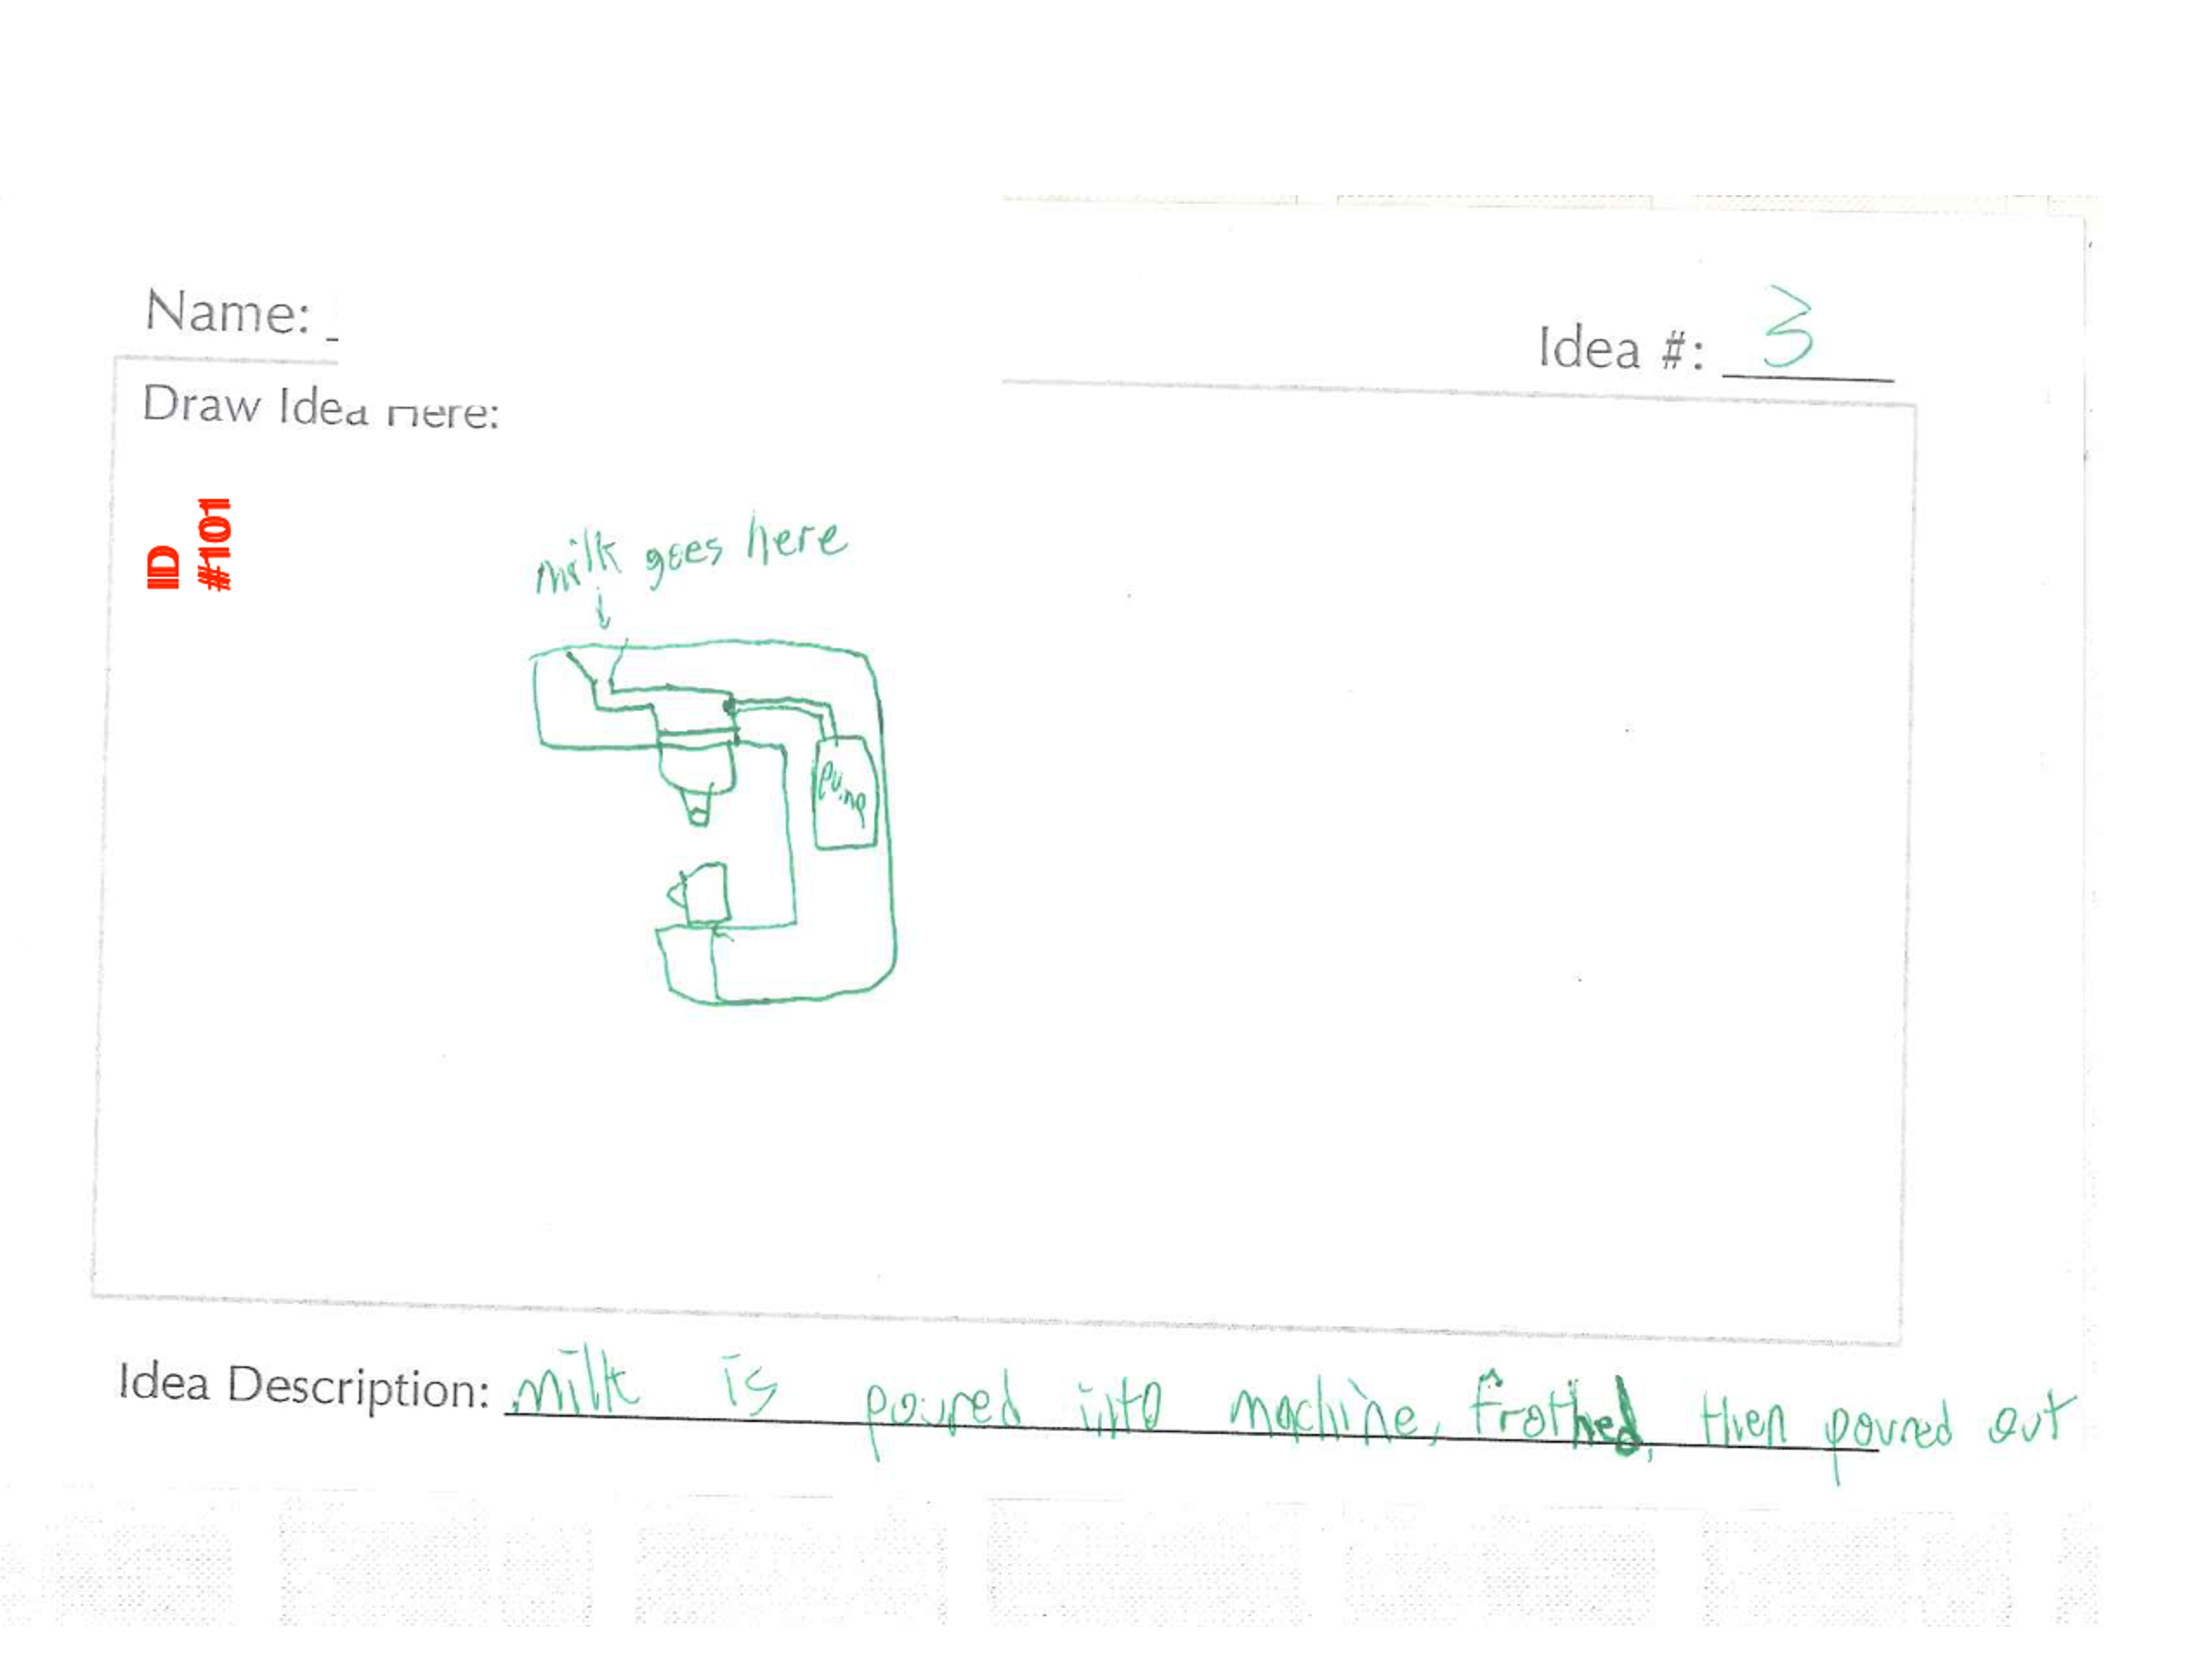 Name:
Idea #: 3
Draw Idea Here:
ID
#101
milk goes here
Pump
Idea Description: milk is poured into machine, frothed, then poured out